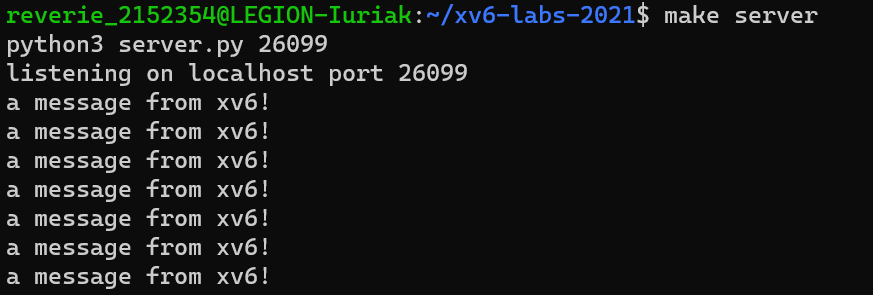 reverie_2152354@LEGION-Iuriak:~/xv6-labs-2021$ make server
python3 server.py 26099
listening on localhost port 26099
a message from xv6!
a message from xv6!
a message from xv6!
a message from xv6!
a message from xv6!
a message from xv6!
a message from xv6!